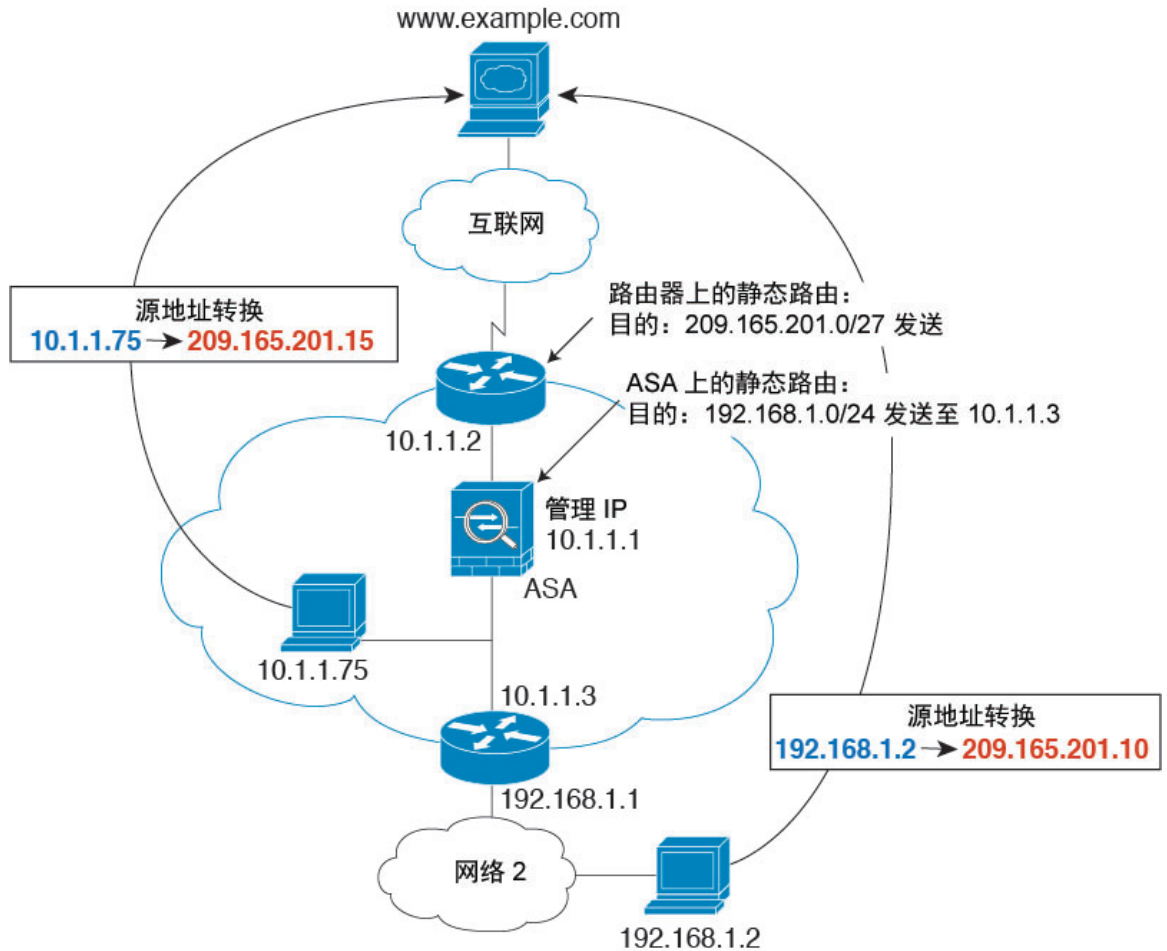 www.example.com
互联网
源地址转换
10.1.1.75 209.165.201.15
路由器上的静态路由：
目的：209.165.201.0/27 发送
ASA 上的静态路由：
目的：192.168.1.0/24 发送至 10.1.1.3
10.1.1.2
管理 IP
10.1.1.1
ASA
10.1.1.75
10.1.1.3
源地址转换
192.168.1.2 209.165.201.10
192.168.1.1
网络 2
192.168.1.2